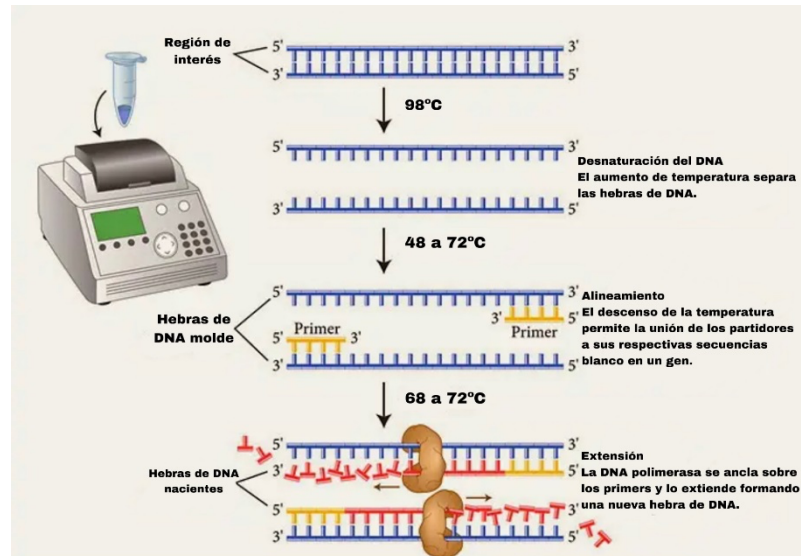 Región de
interés
5' 3'
3' 5'
98ºC
5' 3'
Desnaturación del DNA
El aumento de temperatura separa
las hebras de DNA.
3' 5'
48 a 72ºC
Hebras de
DNA molde
5' 3'
3' 5'
Primer
Primer
5' 3'
3' 5'
Alineamiento
El descenso de la temperatura
permite la unión de los partidores
a sus respectivas secuencias
blanco en un gen.
68 a 72ºC
Hebras de DNA
nacientes
5' 3'
3' 5'
5' 3'
3' 5'
Extensión
La DNA polimerasa se ancla sobre
los primers y lo extiende formando
una nueva hebra de DNA.